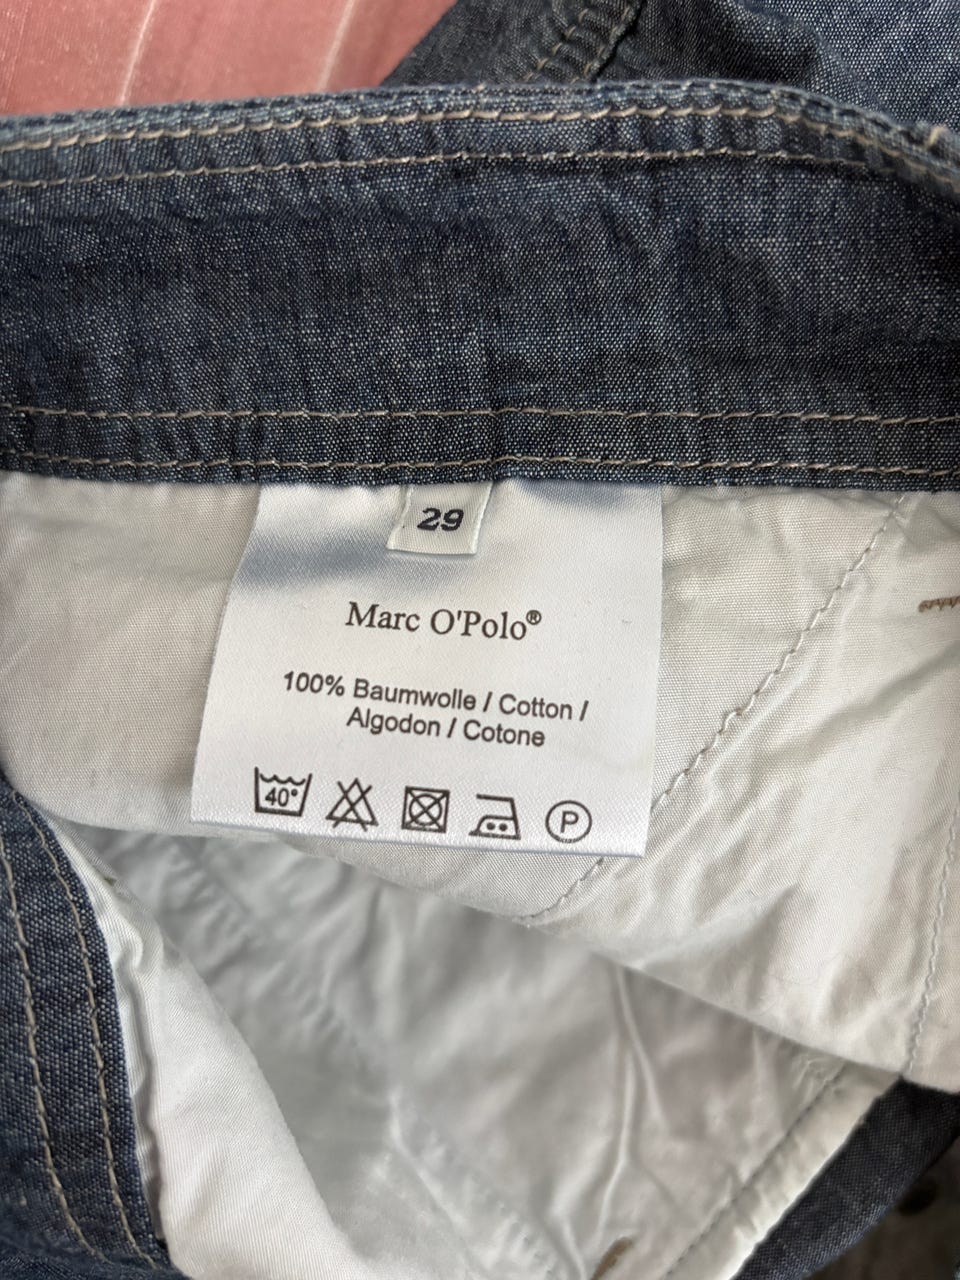 29
Marc O'Polo®
100% Baumwolle / Cotton /
Algodon / Cotone
40° P